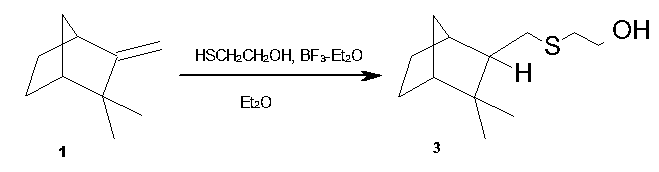 HSCH₂CH₂OH, BF₃-Et₂O
Et₂O
S
OH
H
1
3